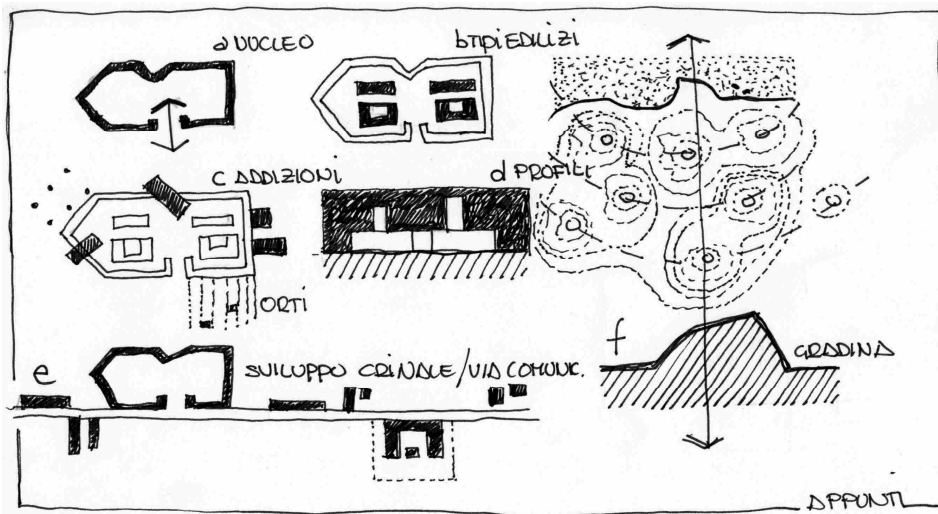 a NUCLEO
b TIPI EDILIZI
c ADDIZIONI
d PROFILI
ORTI
e
SVILUPPO CRINALE/VIA COMUNIC.
f
GRADINA
APPUNTI